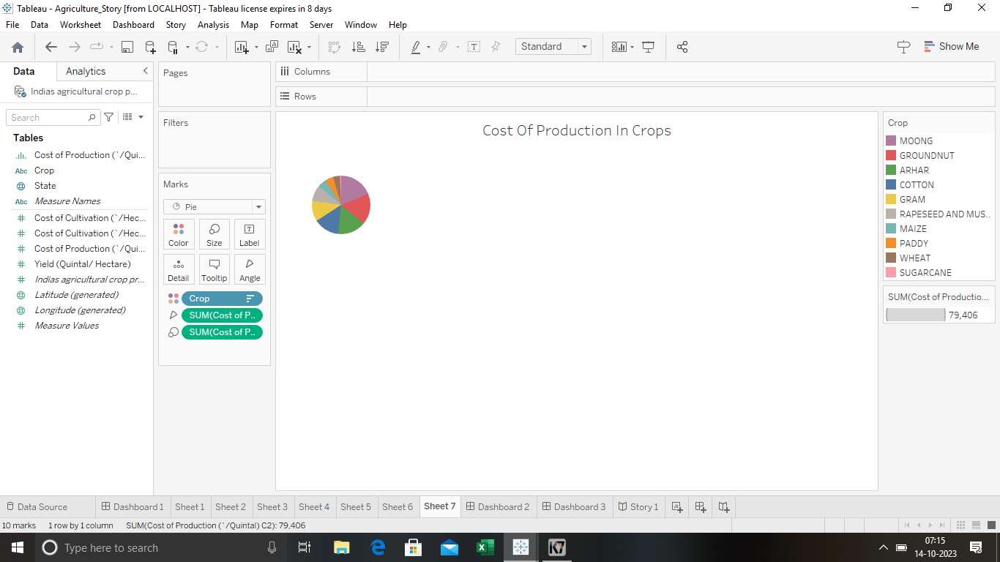 Tableau - Agriculture_Story [from LOCALHOST] - Tableau license expires in 8 days
File Data Worksheet Dashboard Story Analysis Map Format Server Window Help
Standard
Show Me
Data Analytics
Indias agricultural crop p...
Search
Tables
Cost of Production (`/Qui...
Abc Crop
State
Abc Measure Names
Cost of Cultivation (`/Hec...
Cost of Cultivation (`/Hec...
Cost of Production (`/Qui...
Yield (Quintal/ Hectare)
Indias agricultural crop pr...
Latitude (generated)
Longitude (generated)
Measure Values
Pages
Filters
Marks
Pie
Color Size Label
Detail Tooltip Angle
Crop
SUM(Cost of P..
SUM(Cost of P..
Columns
Rows
Cost Of Production In Crops
Crop
MOONG
GROUNDNUT
ARHAR
COTTON
GRAM
RAPESEED AND MUS..
MAIZE
PADDY
WHEAT
SUGARCANE
SUM(Cost of Productio...
79,406
Data Source Dashboard 1 Sheet 1 Sheet 2 Sheet 3 Sheet 4 Sheet 5 Sheet 6 Sheet 7 Dashboard 2 Dashboard 3 Story 1
10 marks 1 row by 1 column SUM(Cost of Production (`/Quintal) C2): 79,406
Type here to search
K7
07:15
14-10-2023